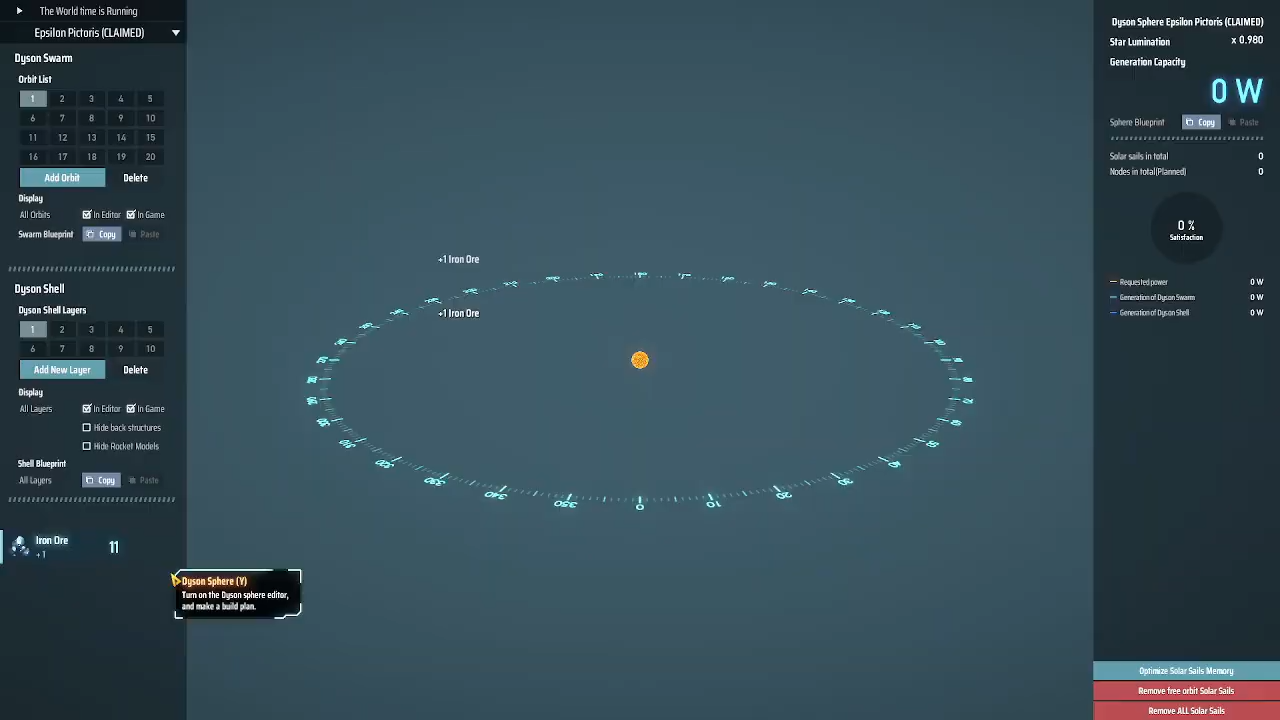 The World time is Running
Epsilon Pictoris (CLAIMED)
Dyson Swarm
Orbit List
1 2 3 4 5
6 7 8 9 10
11 12 13 14 15
16 17 18 19 20
Add Orbit Delete
Display
All Orbits In Editor In Game
Swarm Blueprint Copy Paste
Dyson Shell
Dyson Shell Layers
1 2 3 4 5
6 7 8 9 10
Add New Layer Delete
Display
All Layers In Editor In Game
Hide back structures
Hide Rocket Models
Shell Blueprint
All Layers Copy Paste
Iron Ore 11
+1
Dyson Sphere (Y)
Turn on the Dyson sphere editor,
and make a build plan.
+1 Iron Ore
+1 Iron Ore
340 350 0 10 20 30
Dyson Sphere Epsilon Pictoris (CLAIMED)
Star Lumination x 0.980
Generation Capacity
0 W
Sphere Blueprint Copy Paste
Solar sails in total 0
Nodes in total(Planned) 0
0 %
Satisfaction
Requested power 0 W
Generation of Dyson Swarm 0 W
Generation of Dyson Shell 0 W
Optimize Solar Sails Memory
Remove free orbit Solar Sails
Remove ALL Solar Sails